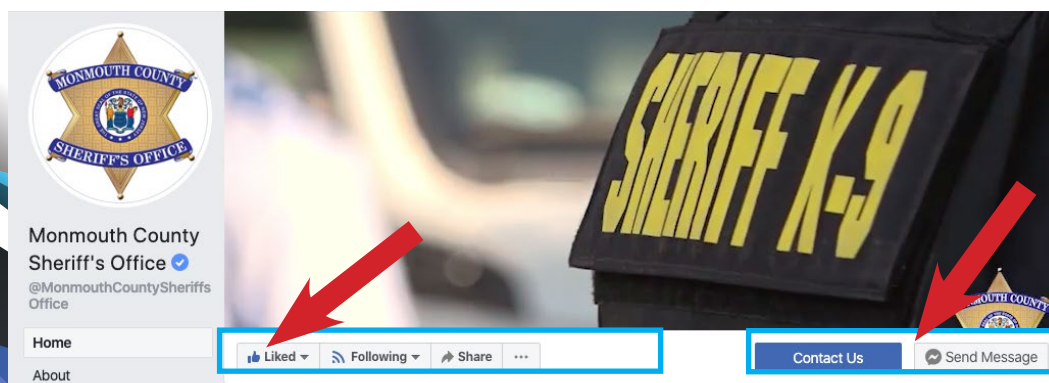 MONMOUTH COUNTY
SHERIFF'S OFFICE
Monmouth County
Sheriff's Office
@MonmouthCountySheriffs
Office
Home
About
SHERIFF K-9
MOUTH COUNTY
Liked
Following
Share
Contact Us
Send Message